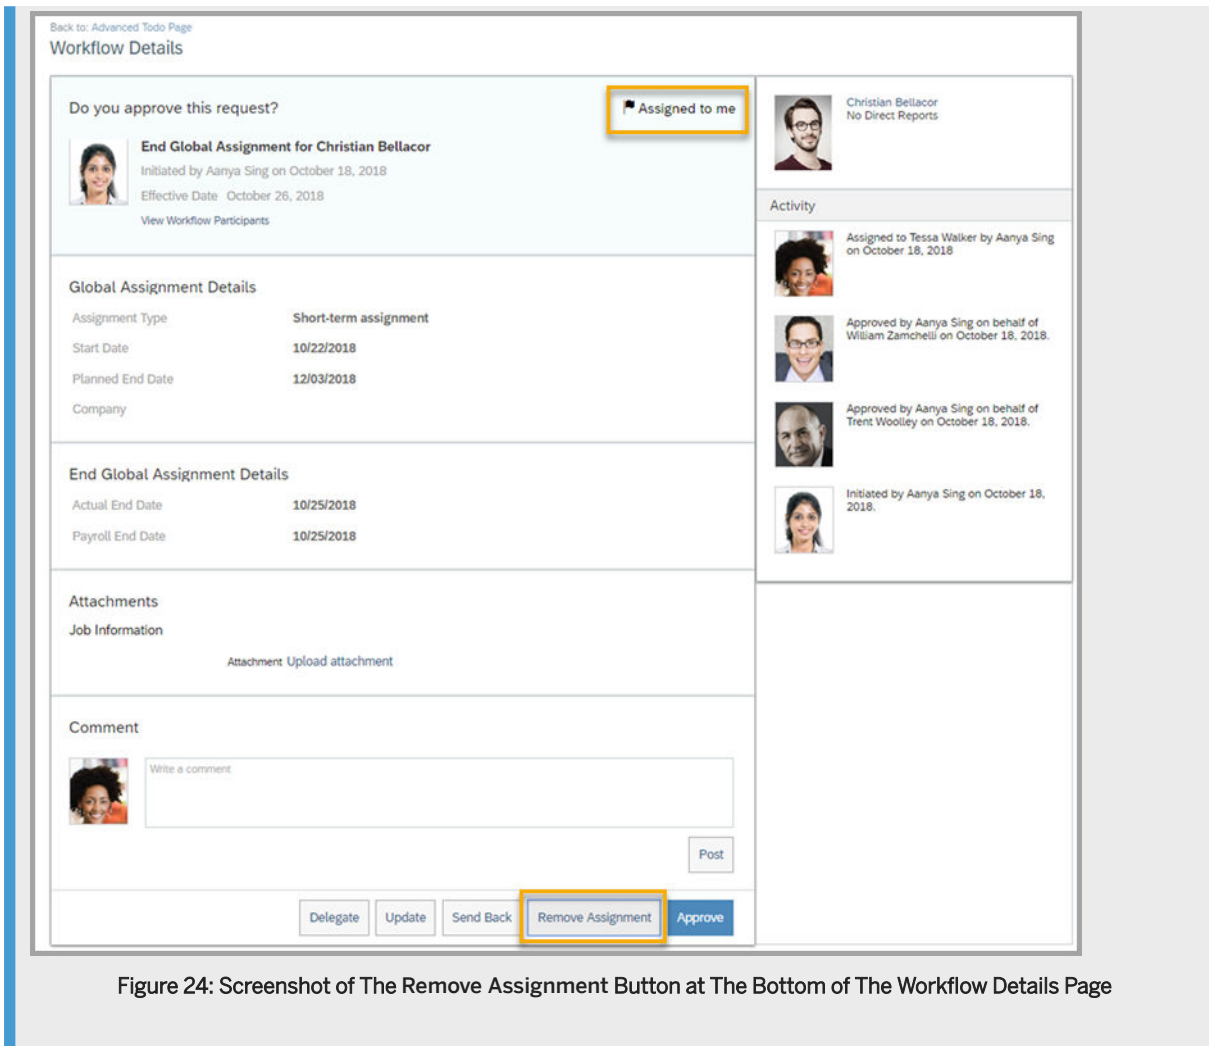 Back to: Advanced Todo Page
Workflow Details
Do you approve this request?
Assigned to me
End Global Assignment for Christian Bellacor
Initiated by Aanya Sing on October 18, 2018
Effective Date October 26, 2018
View Workflow Participants
Global Assignment Details
Assignment Type Short-term assignment
Start Date 10/22/2018
Planned End Date 12/03/2018
Company
End Global Assignment Details
Actual End Date 10/25/2018
Payroll End Date 10/25/2018
Attachments
Job Information
Attachment Upload attachment
Comment
Write a comment
Post
Delegate Update Send Back Remove Assignment Approve
Christian Bellacor
No Direct Reports
Activity
Assigned to Tessa Walker by Aanya Sing
on October 18, 2018
Approved by Aanya Sing on behalf of
William Zamchelli on October 18, 2018.
Approved by Aanya Sing on behalf of
Trent Woolley on October 18, 2018.
Initiated by Aanya Sing on October 18,
2018.
Figure 24: Screenshot of The Remove Assignment Button at The Bottom of The Workflow Details Page